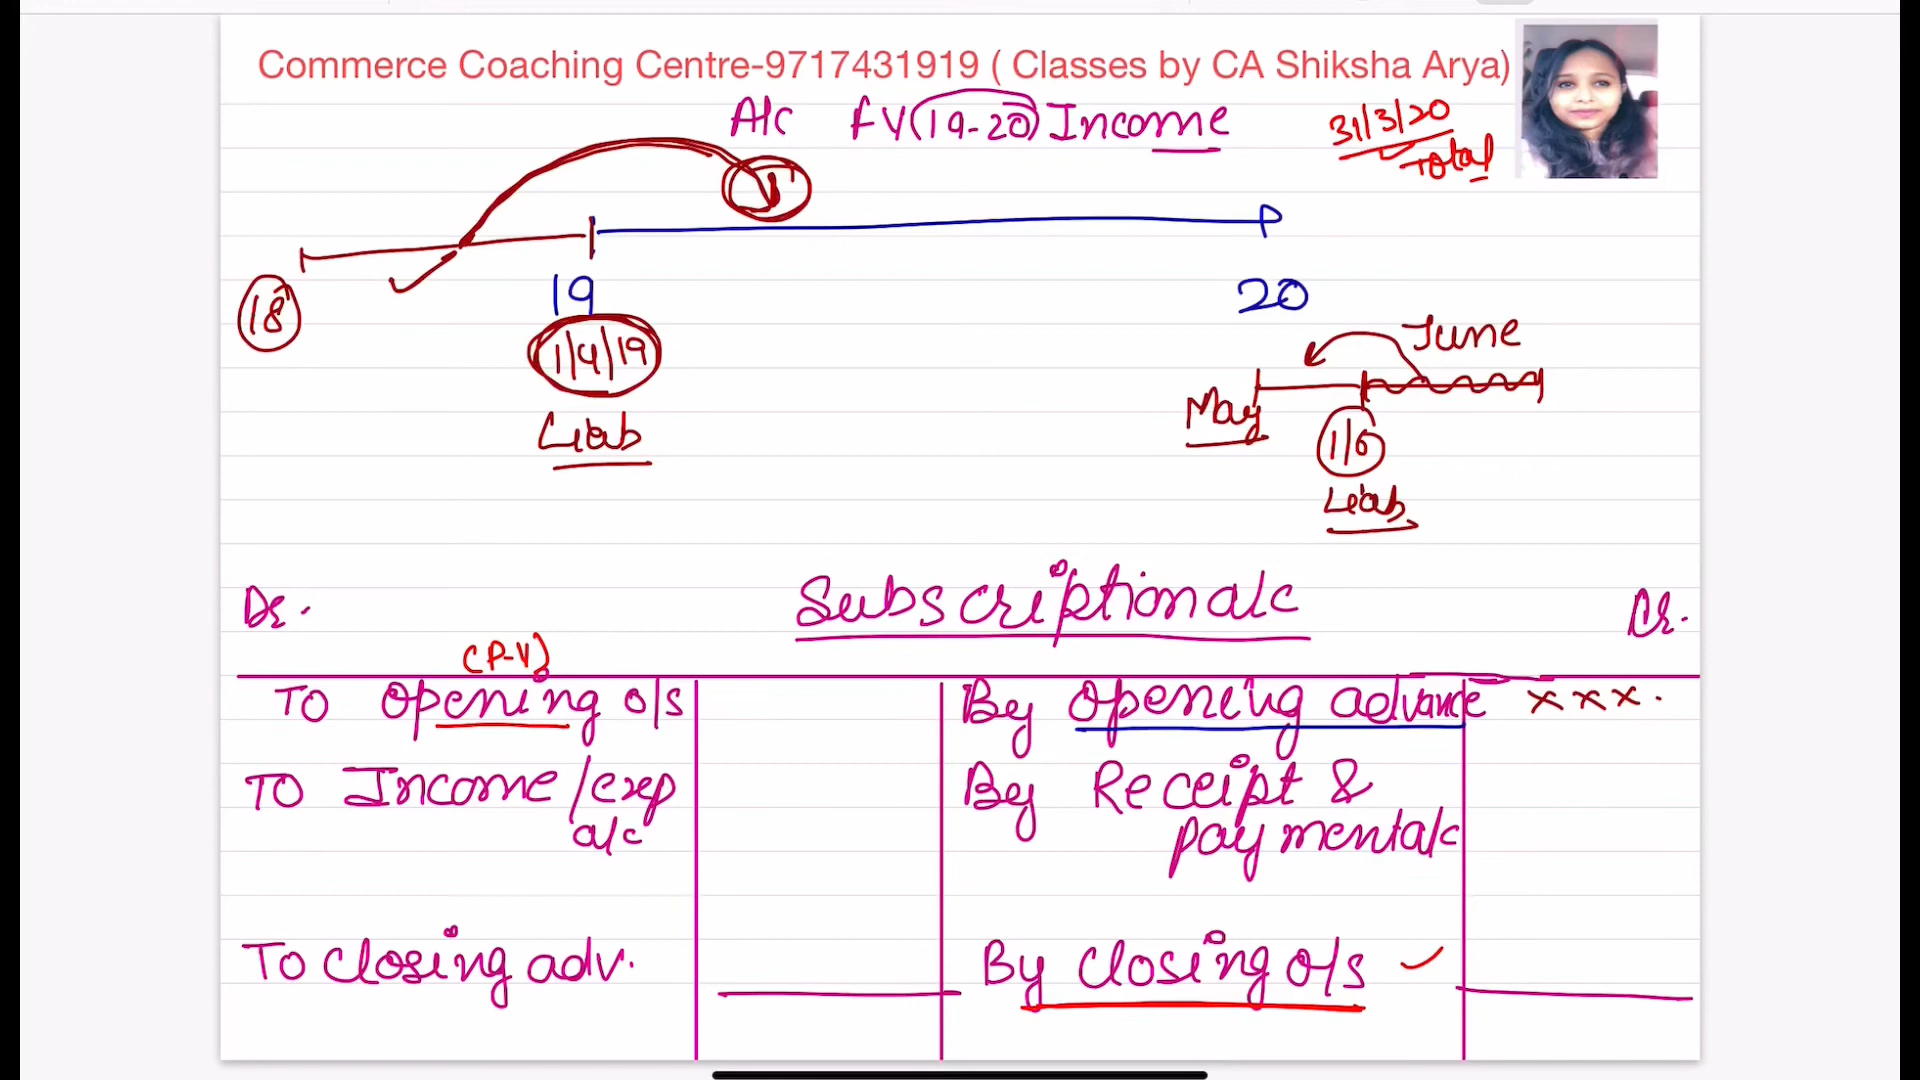 Commerce Coaching Centre-9717431919 ( Classes by CA Shiksha Arya)
A/c FY(19-20) Income
31/3/20
Total
18
19
20
1/4/19
Liab
June
May
1/6
Liab
Dr.
Subscription a/c
Cr.
(P-Y)
To opening o/s
By opening advance xxx.
To Income/exp a/c
By Receipt & payment a/c
To closing adv.
By closing o/s